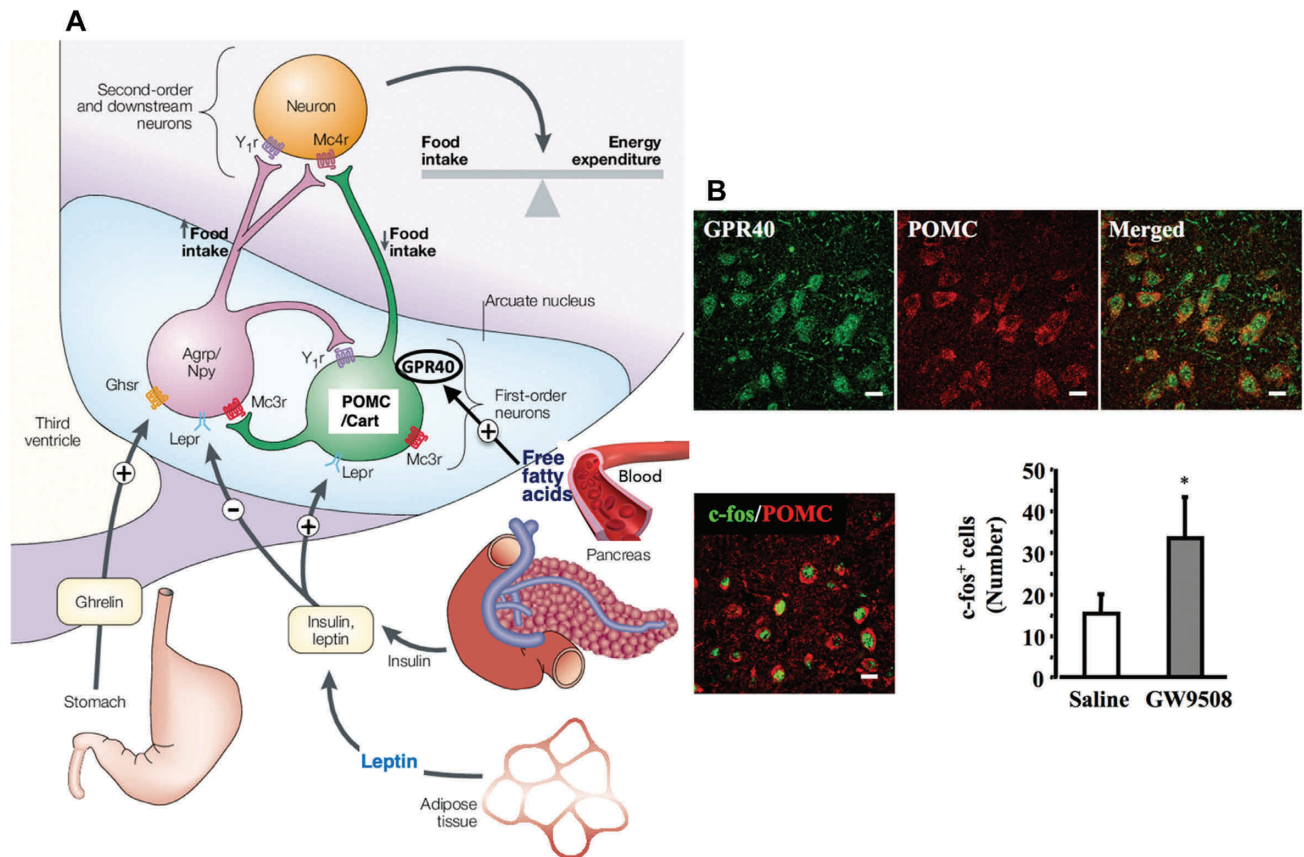 A
Second-order
and downstream
neurons
Neuron
Y1r
Mc4r
Food
intake
Energy
expenditure
Food
intake
Food
intake
Arcuate nucleus
Agrp/
Npy
Y1r
GPR40
Ghsr
Mc3r
POMC
/Cart
First-order
neurons
Third
ventricle
Lepr
Lepr
Mc3r
+
+
-
+
Free
fatty
acids
Blood
Pancreas
Ghrelin
Insulin,
leptin
Insulin
Stomach
Leptin
Adipose
tissue
B
GPR40
POMC
Merged
c-fos/POMC
c-fos+ cells
(Number)
50
40
30
20
10
0
*
Saline
GW9508